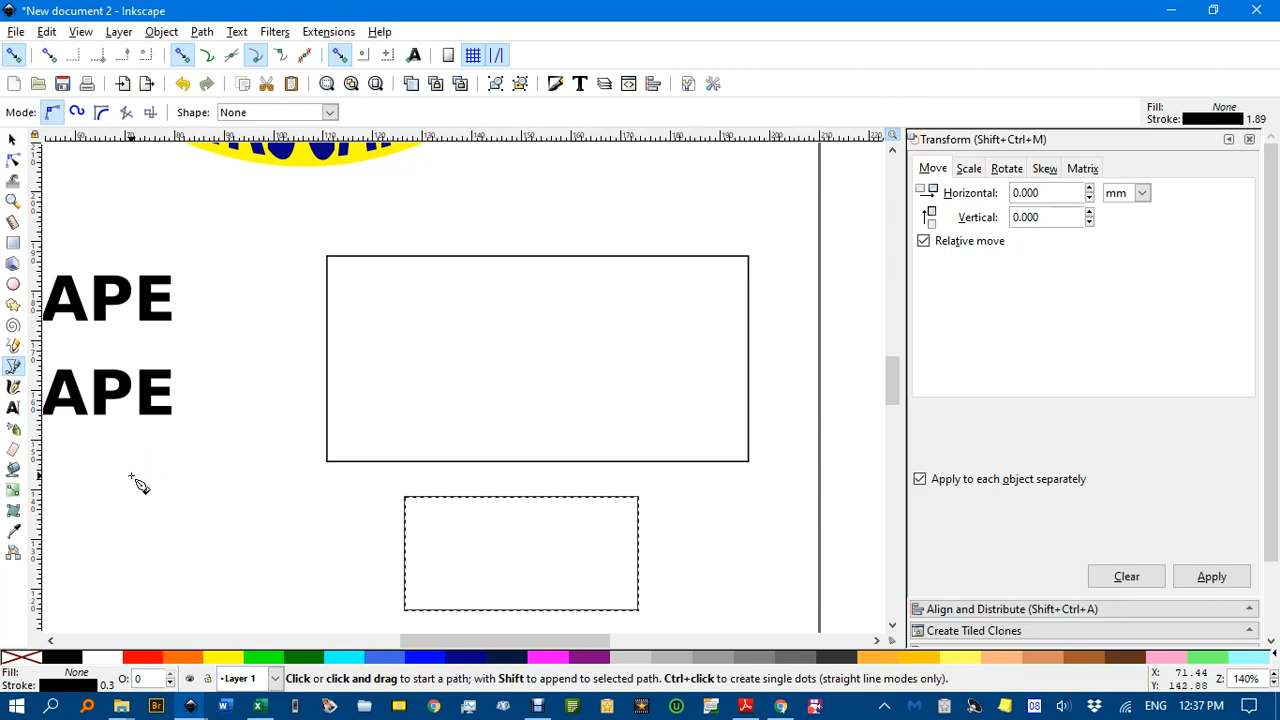 *New document 2 - Inkscape
File Edit View Layer Object Path Text Filters Extensions Help
Mode: Shape: None
Fill: None
Stroke: 1.89
Transform (Shift+Ctrl+M)
Move Scale Rotate Skew Matrix
Horizontal: 0.000 mm
Vertical: 0.000
Relative move
APE
APE
Apply to each object separately
Clear Apply
Align and Distribute (Shift+Ctrl+A)
Create Tiled Clones
Fill: None
Stroke: 0.3
O: 0
Layer 1
Click or click and drag to start a path; with Shift to append to selected path. Ctrl+click to create single dots (straight line modes only).
X: 71.44
Y: 142.88
Z: 140%
ENG 12:37 PM